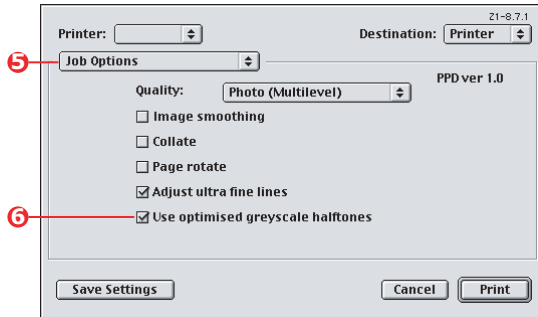 Z1-8.7.1
Printer: Destination: Printer
5 Job Options
PPD ver 1.0
Quality: Photo (Multilevel)
Image smoothing
Collate
Page rotate
Adjust ultra fine lines
6 Use optimised greyscale halftones
Save Settings Cancel Print